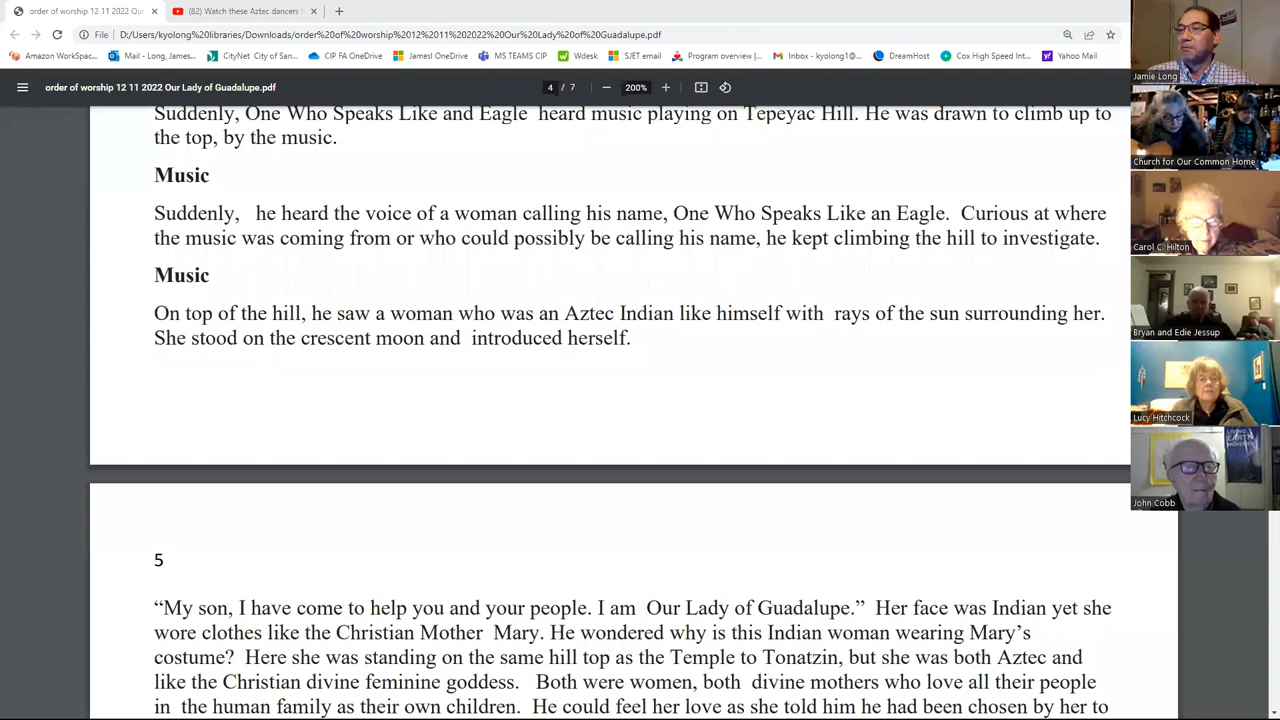 order of worship 12 11 2022 Ou
(82) Watch these Aztec dancers h
File D:/Users/kyolong%20libraries/Downloads/order%20of%20worship%2012%2011%202022%20Our%20Lady%20of%20Guadalupe.pdf
Amazon WorkSpac... Mail - Long, James... CityNet City of San... CIP FA OneDrive JamesI OneDrive MS TEAMS CIP Wdesk SJET email Program overview |... Inbox - kyolong1@... DreamHost Cox High Speed Int... Yahoo Mail
order of worship 12 11 2022 Our Lady of Guadalupe.pdf 4 / 7 200%
Suddenly, One Who Speaks Like and Eagle heard music playing on Tepeyac Hill. He was drawn to climb up to
the top, by the music.
Music
Suddenly, he heard the voice of a woman calling his name, One Who Speaks Like an Eagle. Curious at where
the music was coming from or who could possibly be calling his name, he kept climbing the hill to investigate.
Music
On top of the hill, he saw a woman who was an Aztec Indian like himself with rays of the sun surrounding her.
She stood on the crescent moon and introduced herself.
5
“My son, I have come to help you and your people. I am Our Lady of Guadalupe.” Her face was Indian yet she
wore clothes like the Christian Mother Mary. He wondered why is this Indian woman wearing Mary’s
costume? Here she was standing on the same hill top as the Temple to Tonatzin, but she was both Aztec and
like the Christian divine feminine goddess. Both were women, both divine mothers who love all their people
in the human family as their own children. He could feel her love as she told him he had been chosen by her to
Jamie Long
Church for Our Common Home
Carol C. Hilton
Bryan and Edie Jessup
Lucy Hitchcock
LIVING
EARTH
MOVEMENT
John Cobb